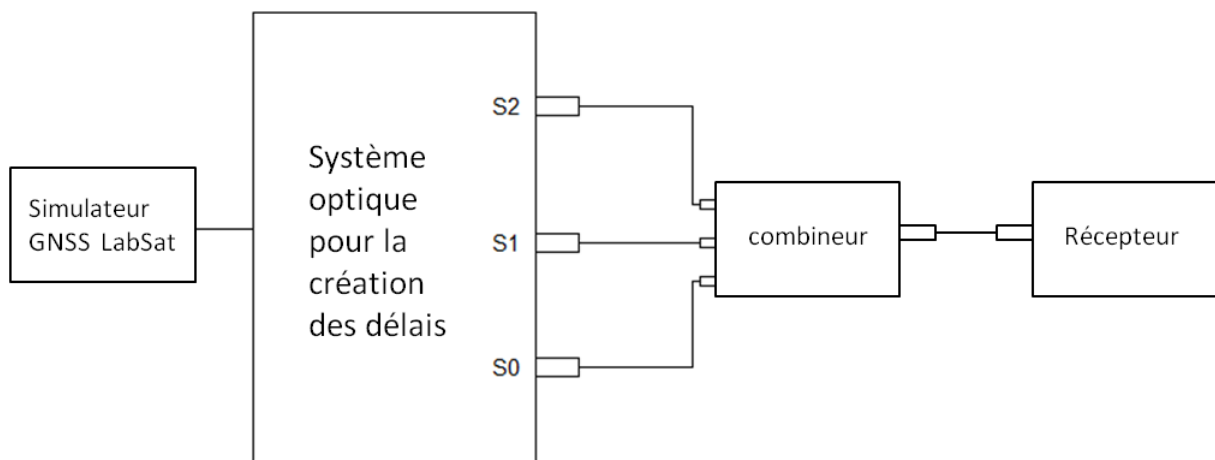 Simulateur
GNSS LabSat
Système
optique
pour la
création
des délais
S2
S1
S0
combineur
Récepteur